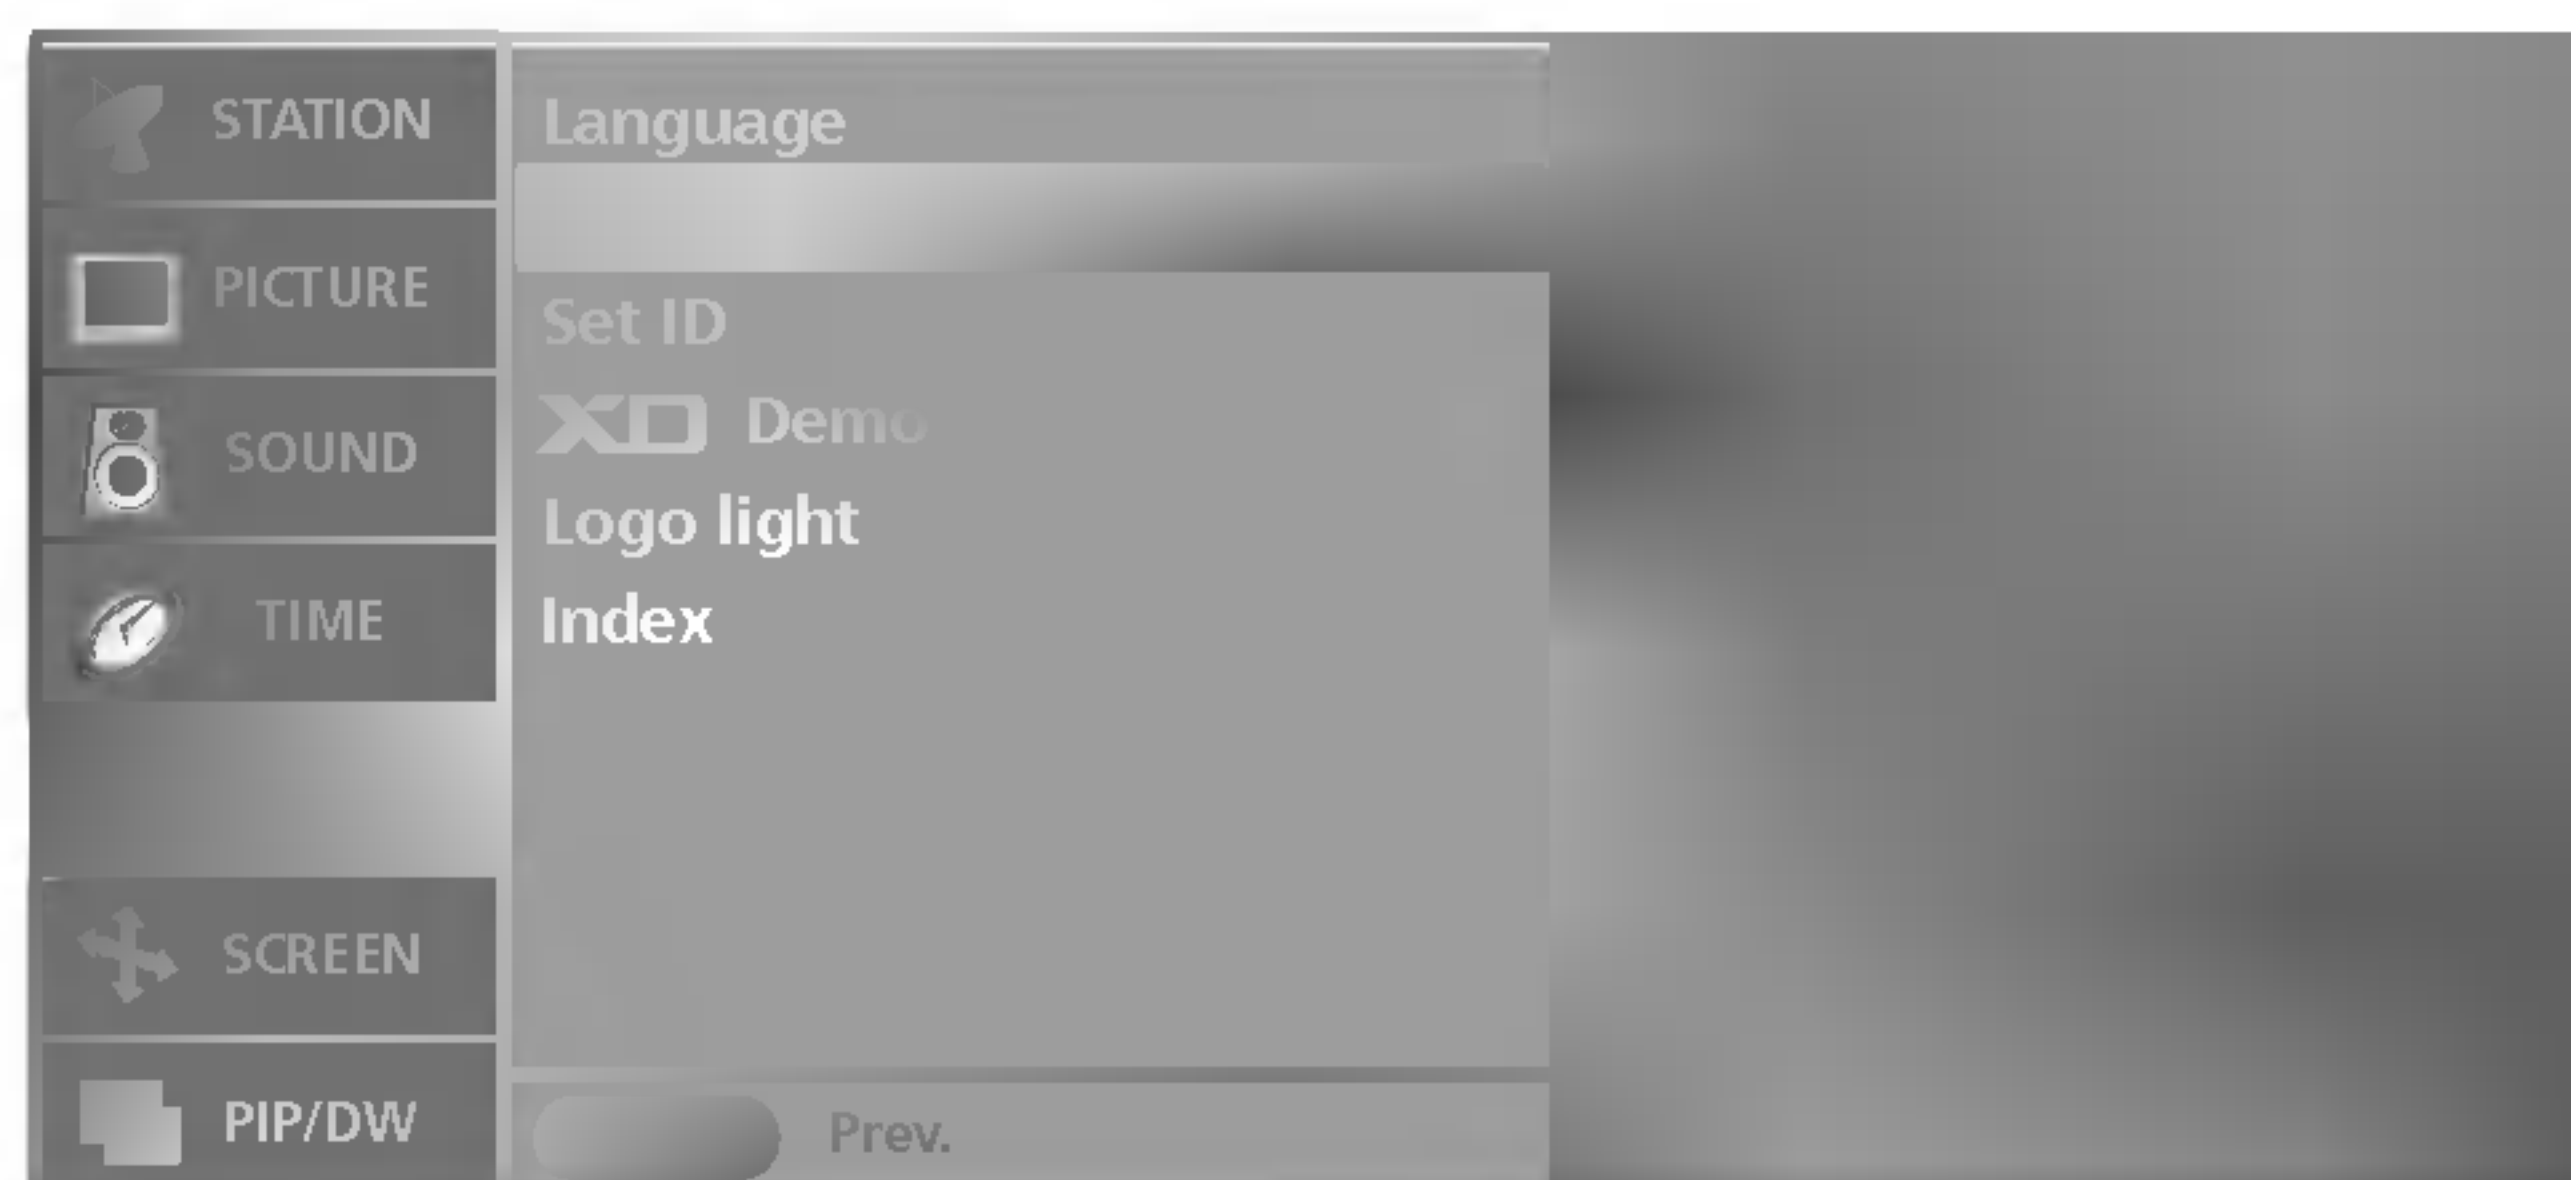 STATION
PICTURE
SOUND
TIME
SCREEN
PIP/DW
Language
Set ID
XD Demo
Logo light
Index
Prev.